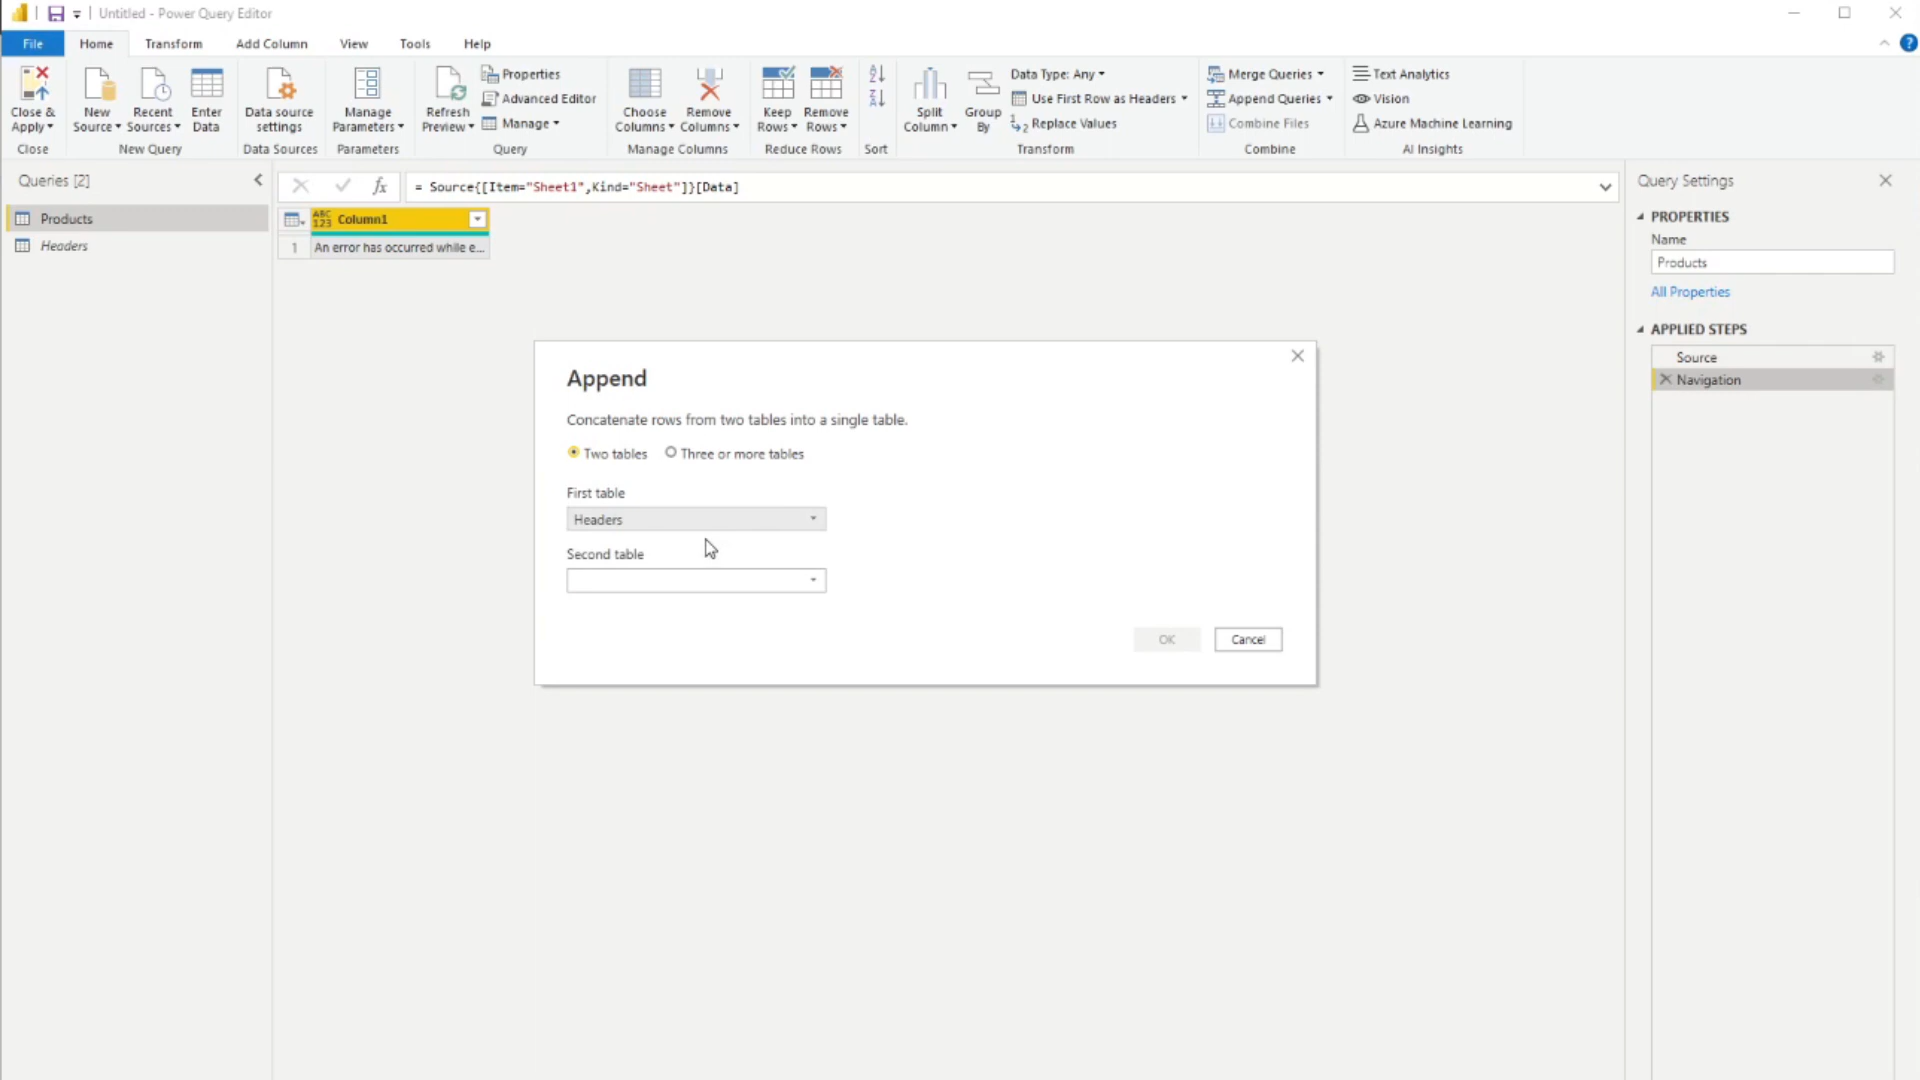 Untitled - Power Query Editor
File Home Transform Add Column View Tools Help
Close & Apply
New Source
Recent Sources
Enter Data
Data source settings
Manage Parameters
Refresh Preview
Properties
Advanced Editor
Manage
Choose Columns
Remove Columns
Keep Rows
Remove Rows
Split Column
Group By
Data Type: Any
Use First Row as Headers
Replace Values
Merge Queries
Append Queries
Combine Files
Text Analytics
Vision
Azure Machine Learning
Close New Query Data Sources Parameters Query Manage Columns Reduce Rows Sort Transform Combine AI Insights
Queries [2]
Products
Headers
fx
= Source{[Item="Sheet1",Kind="Sheet"]}[Data]
ABC 123 Column1
1 An error has occurred while e...
Append
Concatenate rows from two tables into a single table.
Two tables Three or more tables
First table
Headers
Second table
OK Cancel
Query Settings
PROPERTIES
Name
Products
All Properties
APPLIED STEPS
Source
Navigation